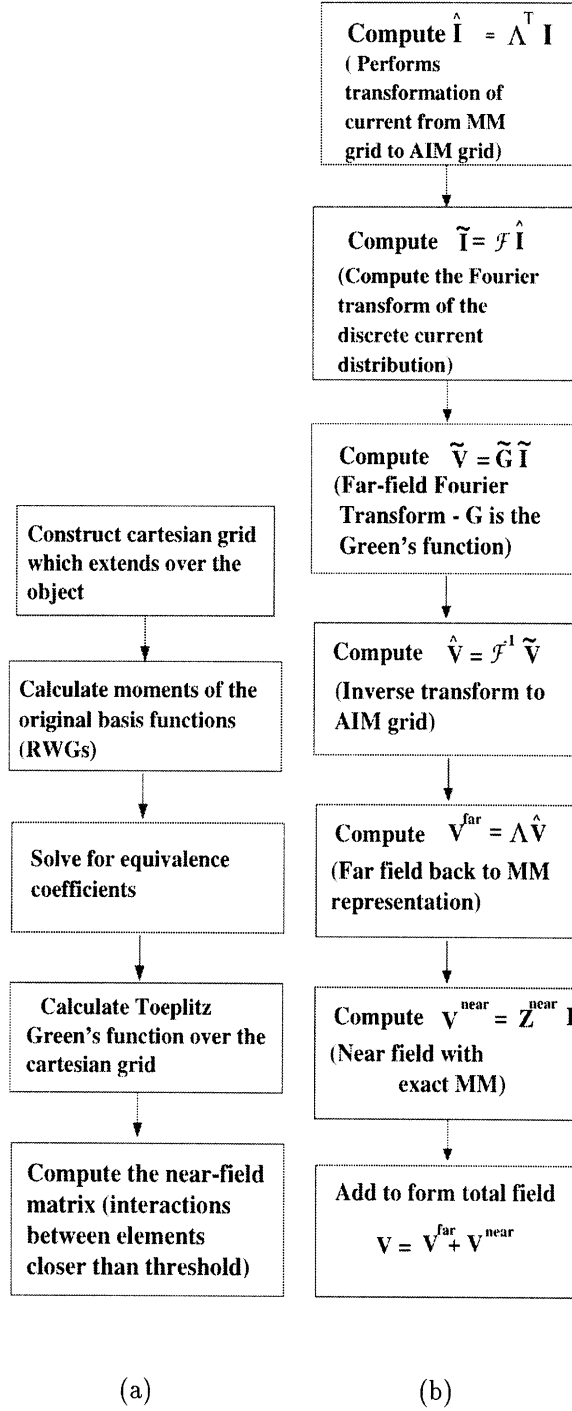 Construct cartesian grid
which extends over the
object
Calculate moments of the
original basis functions
(RWGs)
Solve for equivalence
coefficients
Calculate Toeplitz
Green's function over the
cartesian grid
Compute the near-field
matrix (interactions
between elements
closer than threshold)
(a)
Compute Î = Λᵀ I
( Performs
transformation of
current from MM
grid to AIM grid)
Compute Ĩ = ℱ Î
(Compute the Fourier
transform of the
discrete current
distribution)
Compute Ṽ = G̃ Ĩ
(Far-field Fourier
Transform - G is the
Green's function)
Compute V̂ = ℱ⁻¹ Ṽ
(Inverse transform to
AIM grid)
Compute V^far = Λ V̂
(Far field back to MM
representation)
Compute V^near = Z^near I
(Near field with
exact MM)
Add to form total field
V = V^far + V^near
(b)